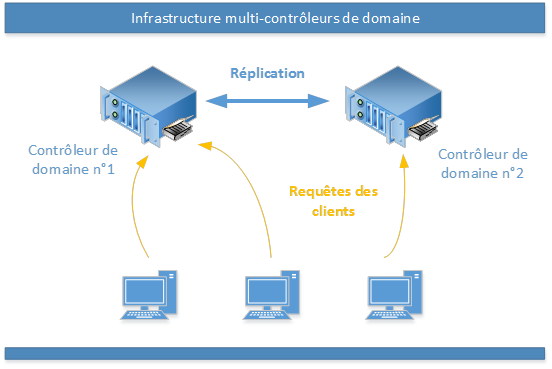 Infrastructure multi-contrôleurs de domaine
Réplication
Contrôleur de
domaine n°1
Contrôleur de
domaine n°2
Requêtes des
clients